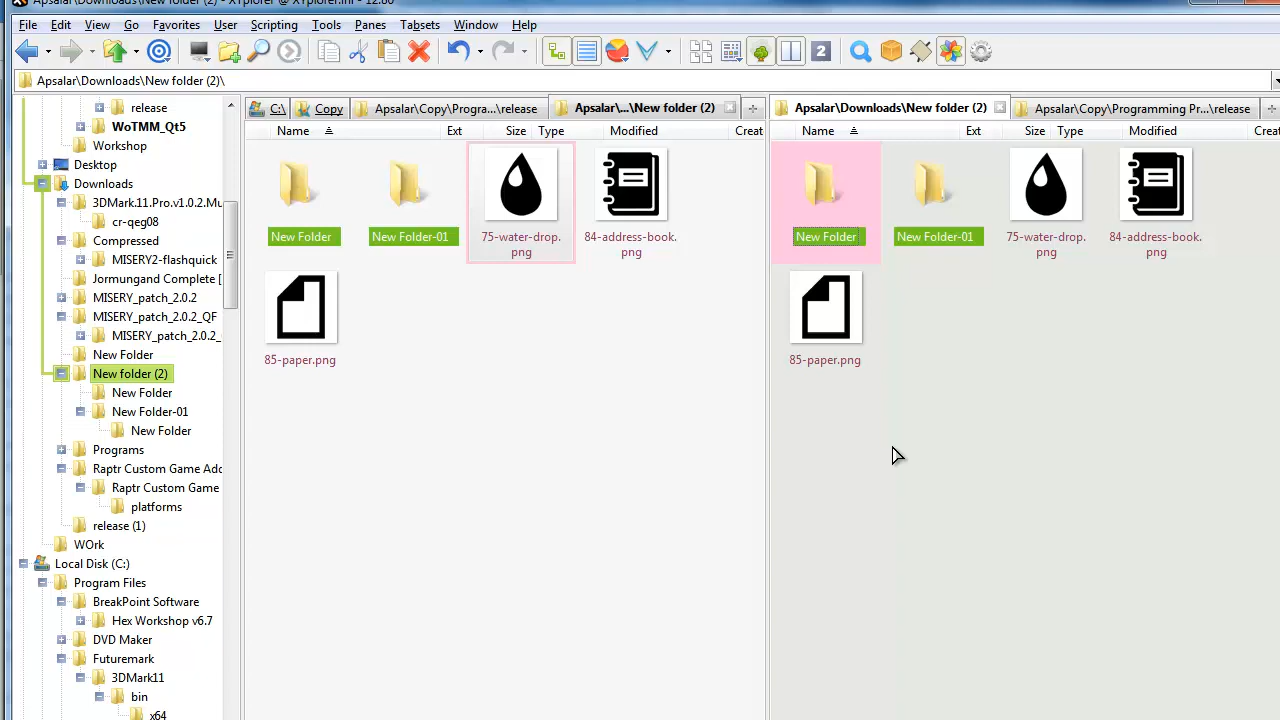 Apsalar\Downloads\New folder (2) - XYplorer @ XYplorer.ini - 12.80
File Edit View Go Favorites User Scripting Tools Panes Tabsets Window Help
2
Apsalar\Downloads\New folder (2)\
release
WoTMM_Qt5
Workshop
Desktop
Downloads
3DMark.11.Pro.v1.0.2.Mu
cr-qeg08
Compressed
MISERY2-flashquick
Jormungand Complete [
MISERY_patch_2.0.2
MISERY_patch_2.0.2_QF
MISERY_patch_2.0.2_
New Folder
New folder (2)
New Folder
New Folder-01
New Folder
Programs
Raptr Custom Game Adc
Raptr Custom Game
platforms
release (1)
WOrk
Local Disk (C:)
Program Files
BreakPoint Software
Hex Workshop v6.7
DVD Maker
Futuremark
3DMark11
bin
x64
C:\ Copy Apsalar\Copy\Progra...\release Apsalar\...\New folder (2)
Name Ext Size Type Modified Creat
New Folder New Folder-01 75-water-drop.png 84-address-book.png
85-paper.png
Apsalar\Downloads\New folder (2) Apsalar\Copy\Programming Pr...\release
Name Ext Size Type Modified Creat
New Folder New Folder-01 75-water-drop.png 84-address-book.png
85-paper.png